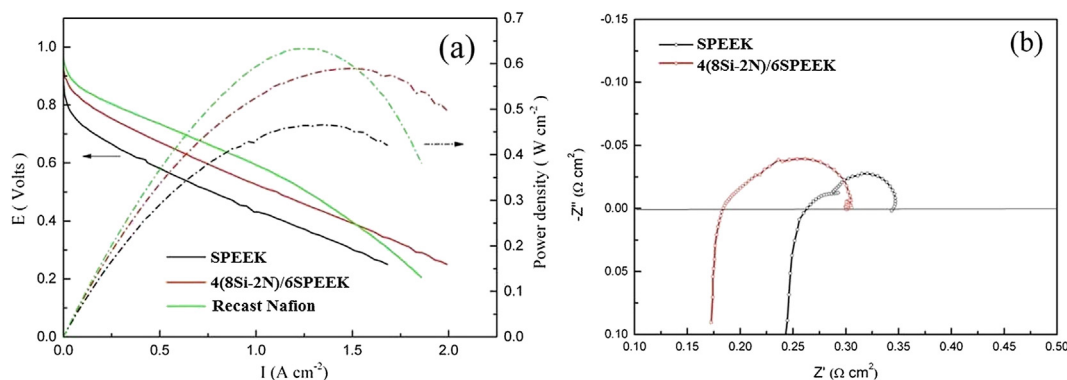 (a)
1.0
0.8
0.6
0.4
0.2
0.0
E ( Volts)
0.0 0.5 1.0 1.5 2.0
I (A cm-2)
0.7
0.6
0.5
0.4
0.3
0.2
0.1
0.0
Power density ( W cm-2)
SPEEK
4(8Si-2N)/6SPEEK
Recast Nafion
(b)
-0.15
-0.10
-0.05
0.00
0.05
0.10
-Z'' (Ω cm2)
SPEEK
4(8Si-2N)/6SPEEK
0.10 0.15 0.20 0.25 0.30 0.35 0.40 0.45 0.50
Z' (Ω cm2)